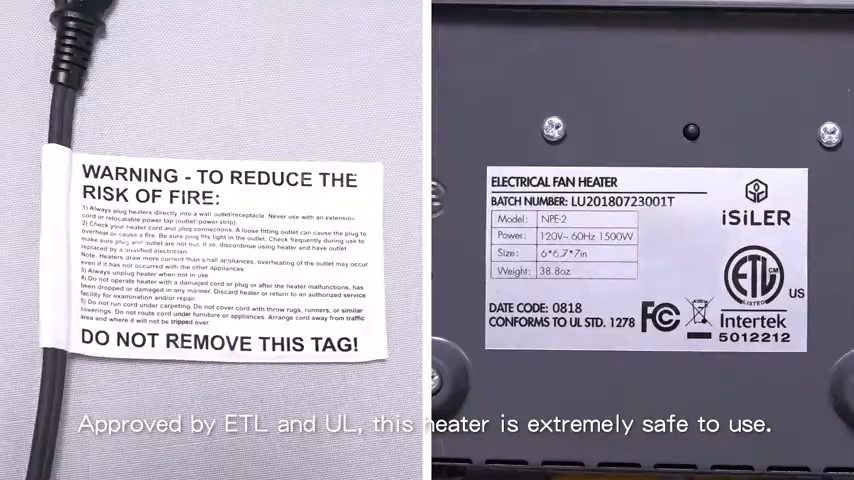 WARNING - TO REDUCE THE
RISK OF FIRE:
1) Always plug heaters directly into a wall outlet/receptacle. Never use with an extension
cord or relocatable power tap (outlet/power strip).
2) Check your heater cord and plug connections. A loose fitting outlet can cause the plug to
overheat or cause a fire. Be sure plug fits tight in the outlet. Check frequently during use to
make sure plug and outlet are not hot. If so, discontinue using heater and have outlet
replaced by a qualified electrician.
Note: Heaters draw more current than small appliances, overheating of the outlet may occur
even if it has not occurred with the other appliances.
3) Always unplug heater when not in use
4) Do not operate heater with a damaged cord or plug or after the heater malfunctions, has
been dropped or damaged in any manner. Discard heater or return to an authorized service
facility for examination and/or repair.
5) Do not run cord under carpeting. Do not cover cord with throw rugs, runners, or similar
coverings. Do not route cord under furniture or appliances. Arrange cord away from traffic
area and where it will not be tripped over.
DO NOT REMOVE THIS TAG!
ELECTRICAL FAN HEATER
BATCH NUMBER: LU20180723001T
Model: NPE-2
Power: 120V~ 60Hz 1500W
Size: 6*6.7*7in
Weight: 38.8oz
DATE CODE: 0818
CONFORMS TO UL STD. 1278
iSiLER
ETL CM
LISTED
US
FC
Intertek
5012212
Approved by ETL and UL, this heater is extremely safe to use.